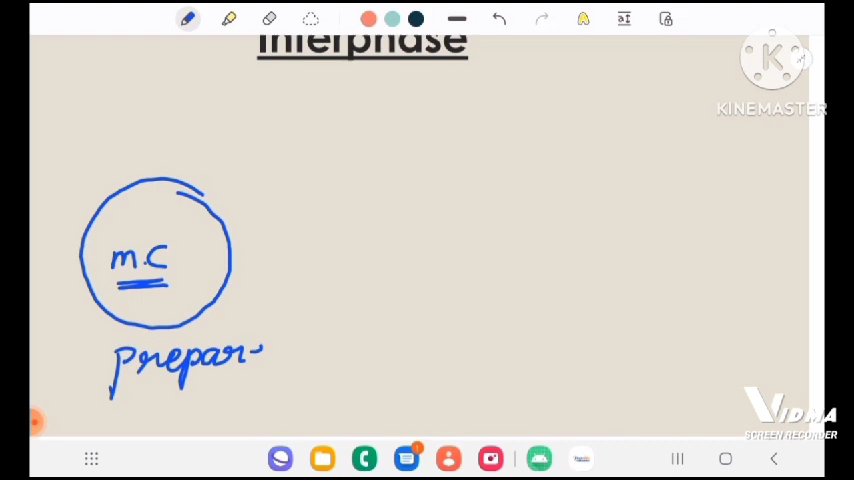 Interphase
KINEMASTER
m.C
prepar
VIDMA
SCREEN RECORDER